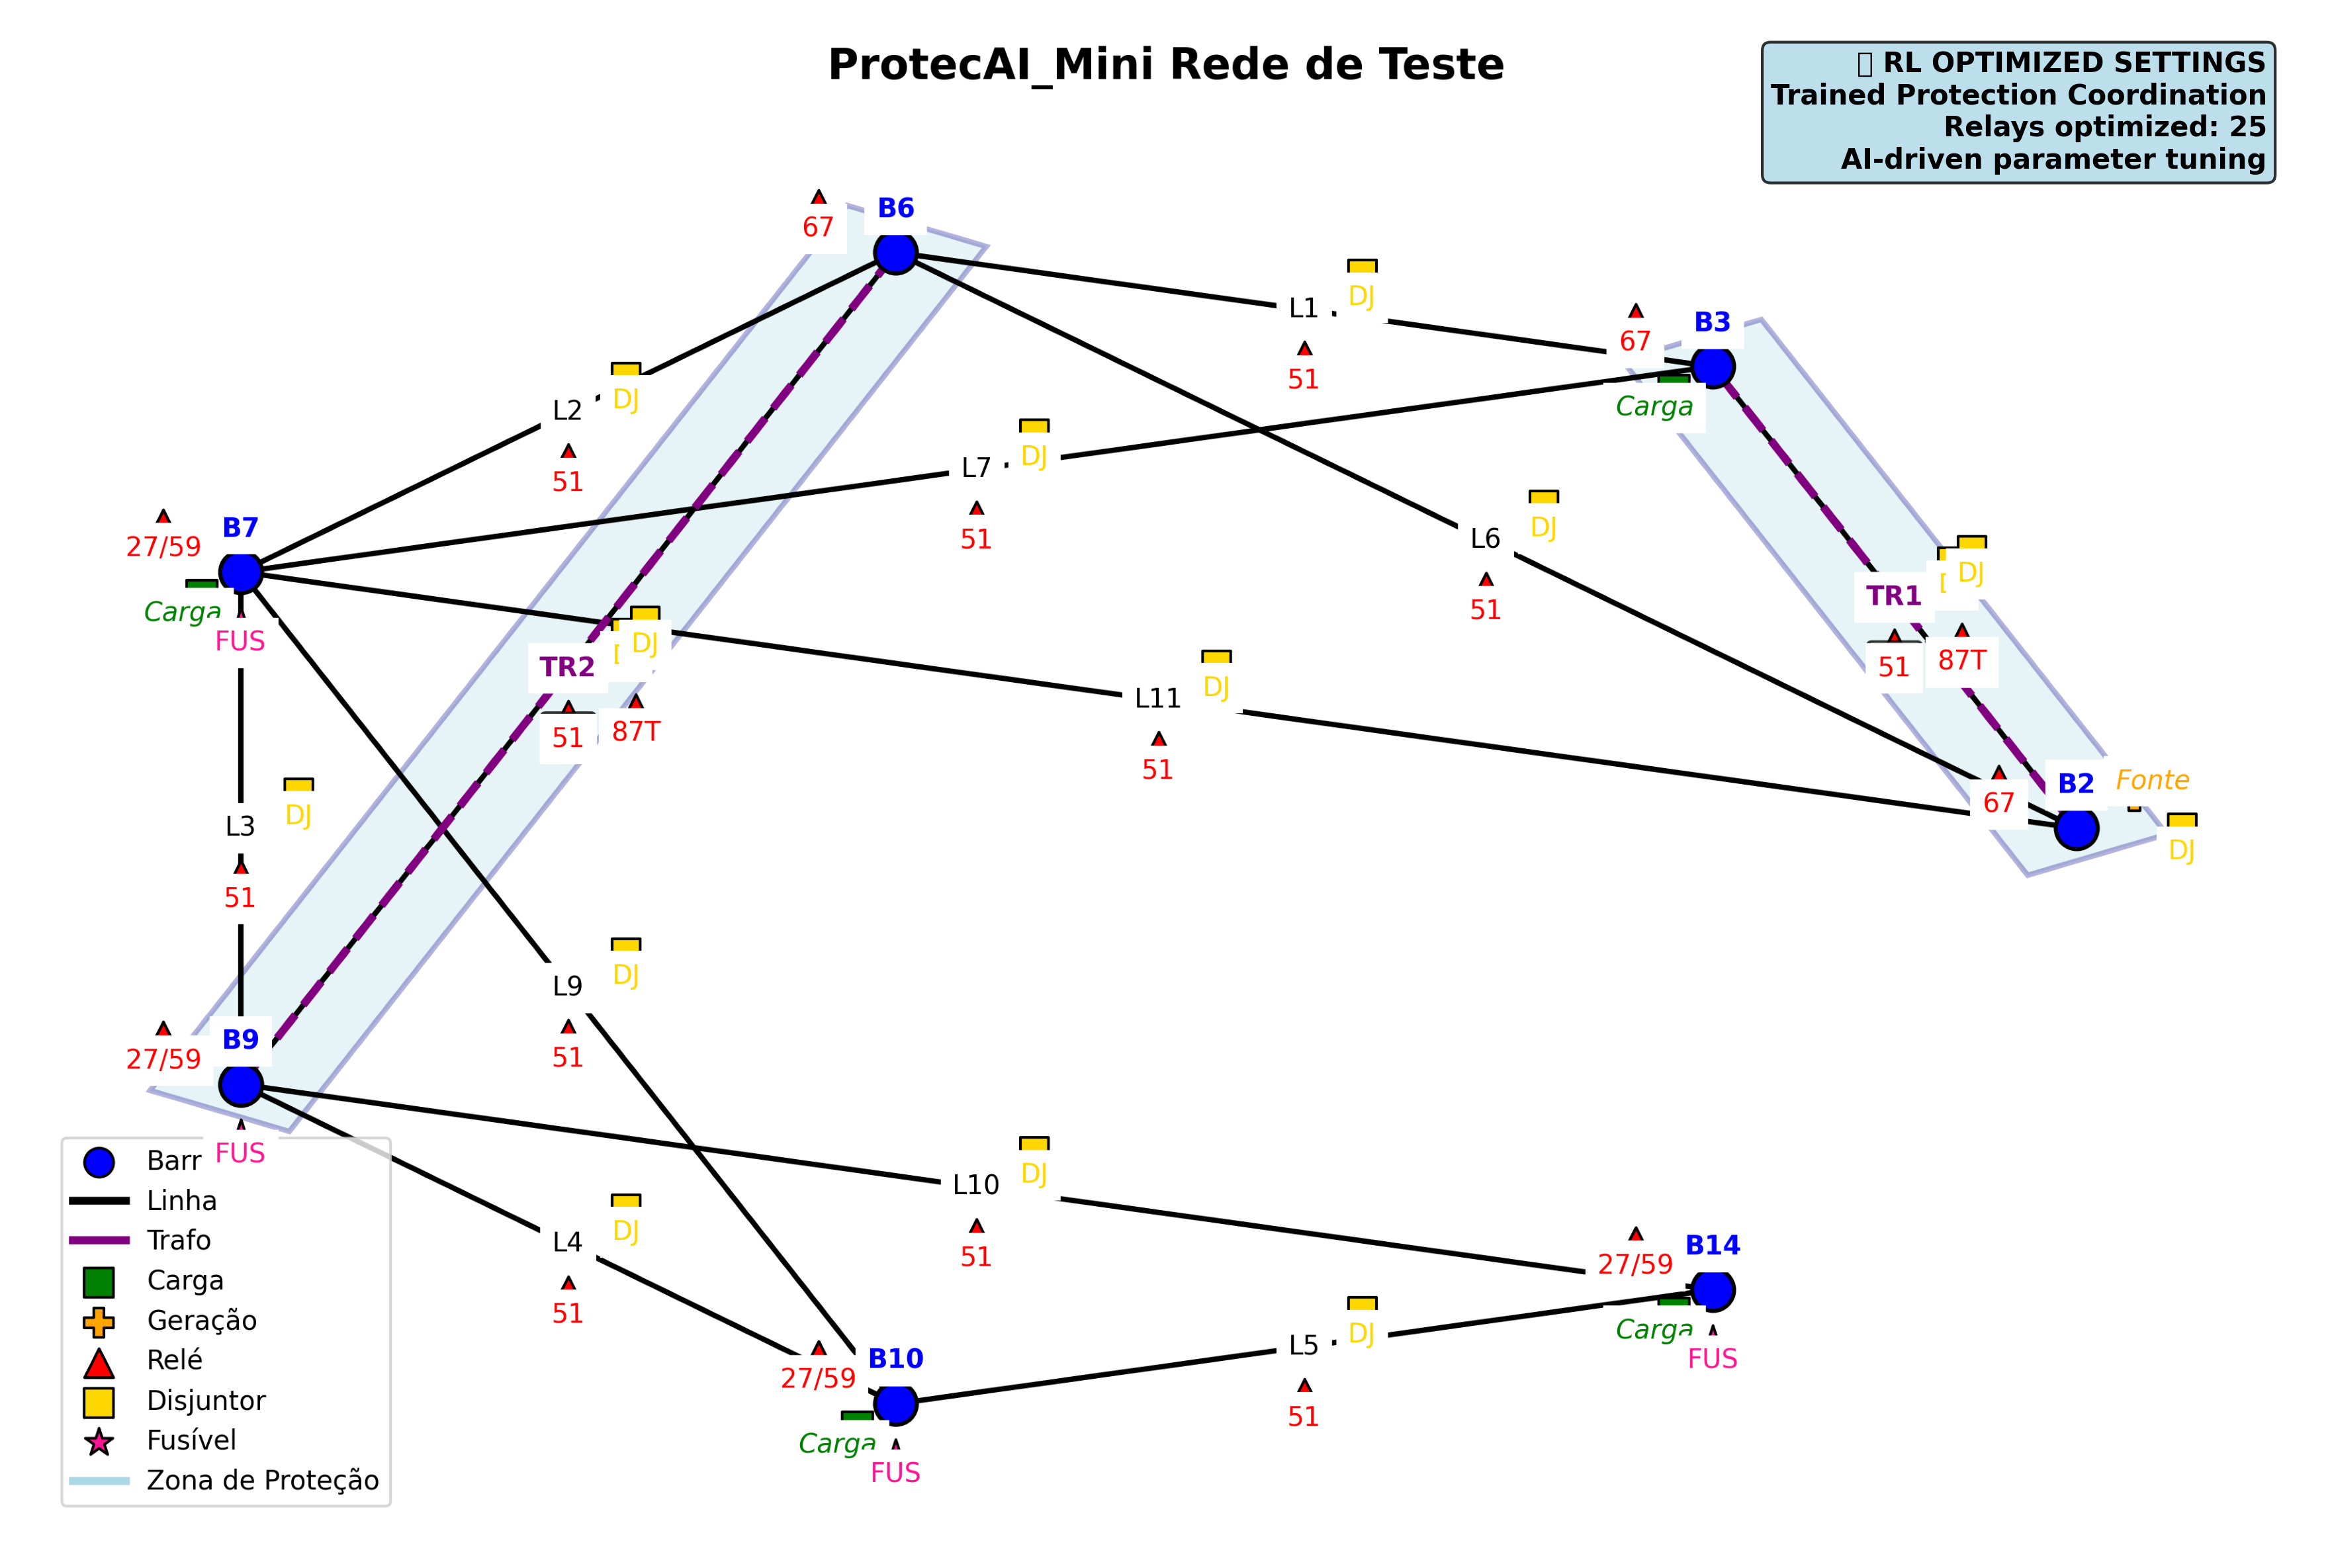 ProtecAI_Mini Rede de Teste
RL OPTIMIZED SETTINGS
Trained Protection Coordination
Relays optimized: 25
AI-driven parameter tuning
67
B6
L1
DJ
51
67
B3
Carga
L2
DJ
51
L7
DJ
51
L6
DJ
51
27/59
B7
Carga
FUS
TR1
DJ
51
87T
TR2
DJ
51
87T
L11
DJ
51
67
B2
Fonte
DJ
L3
DJ
51
L9
DJ
51
27/59
B9
FUS
L10
DJ
51
L4
DJ
51
27/59
B14
Carga
FUS
L5
DJ
51
27/59
B10
Carga
FUS
Barr
Linha
Trafo
Carga
Geração
Relé
Disjuntor
Fusível
Zona de Proteção